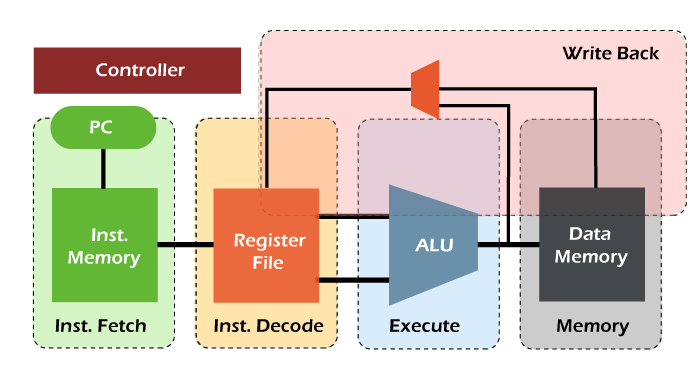 Write Back
Controller
PC
Inst.
Memory
Register
File
ALU
Data
Memory
Inst. Fetch
Inst. Decode
Execute
Memory